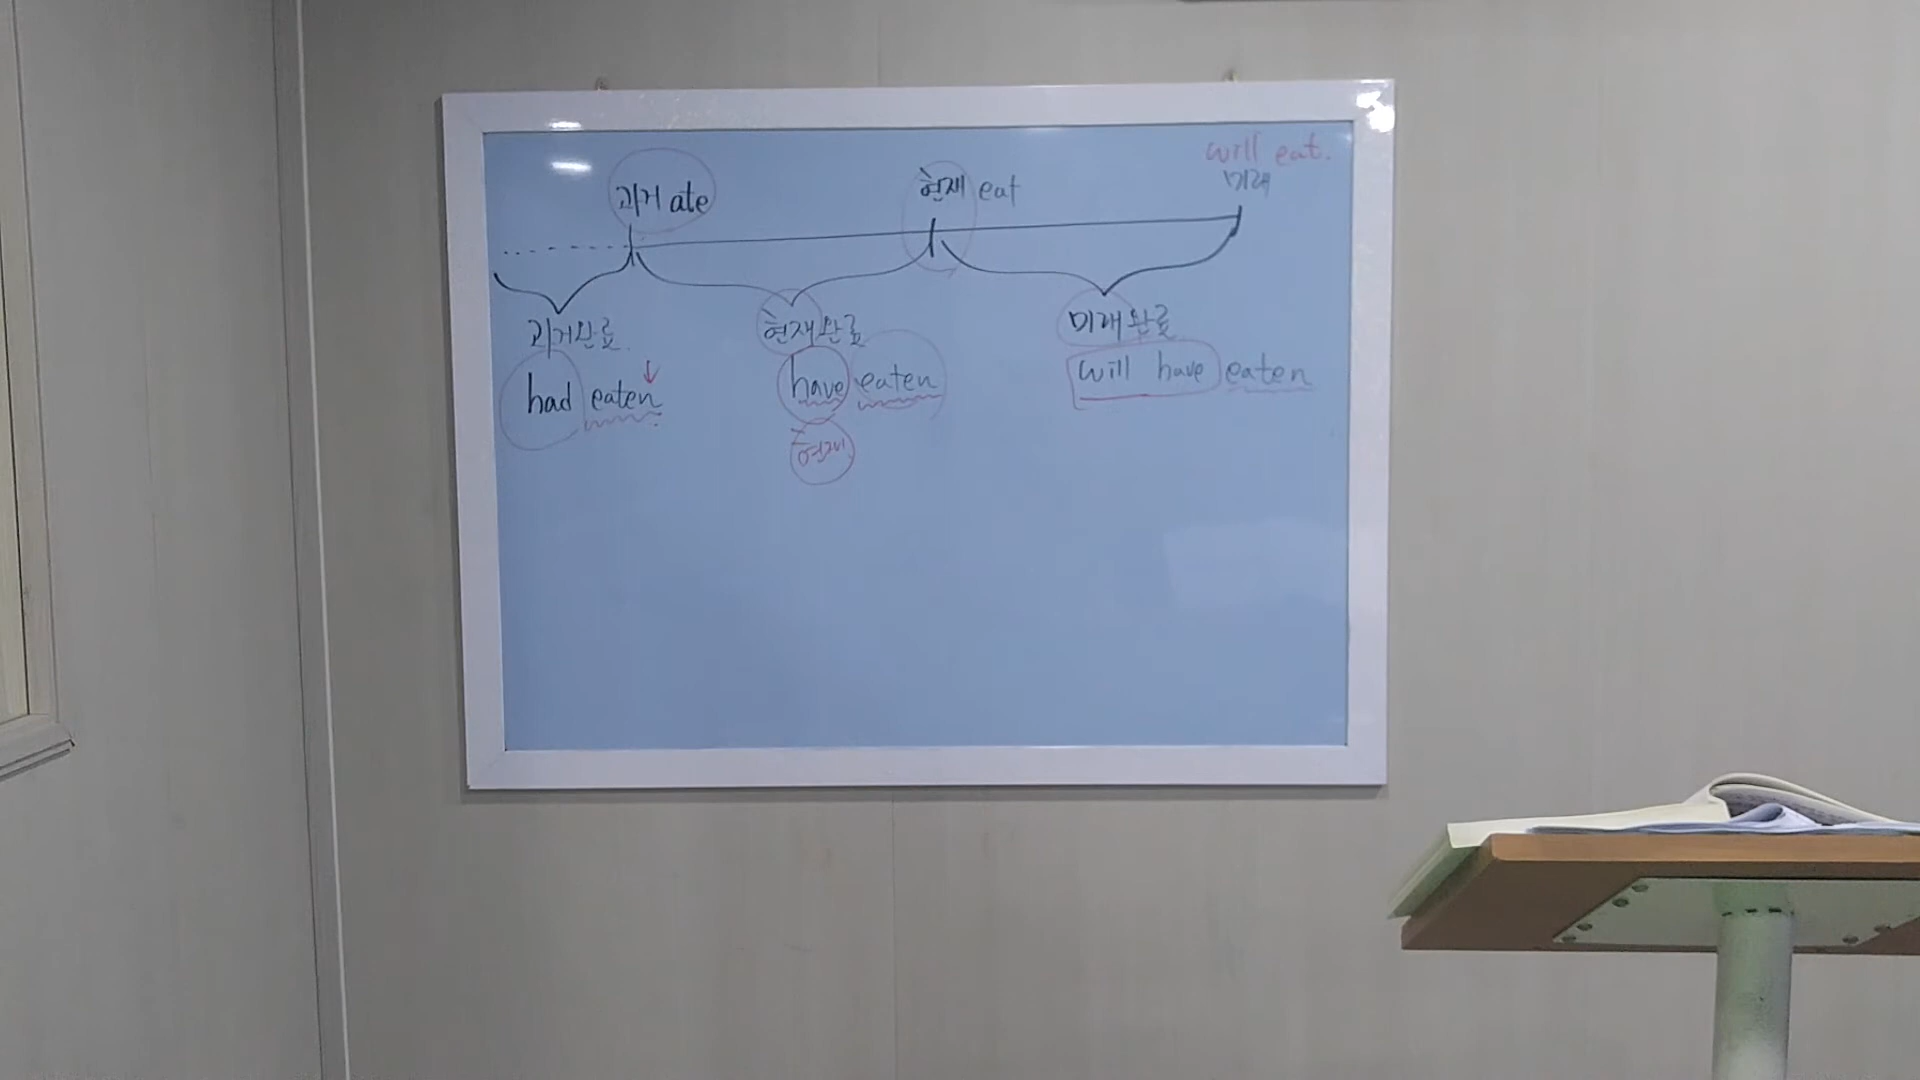 will eat.
과거 ate
현재 eat
미래
과거완료
현재완료
미래완료
had eaten
have eaten
will have eaten
현재